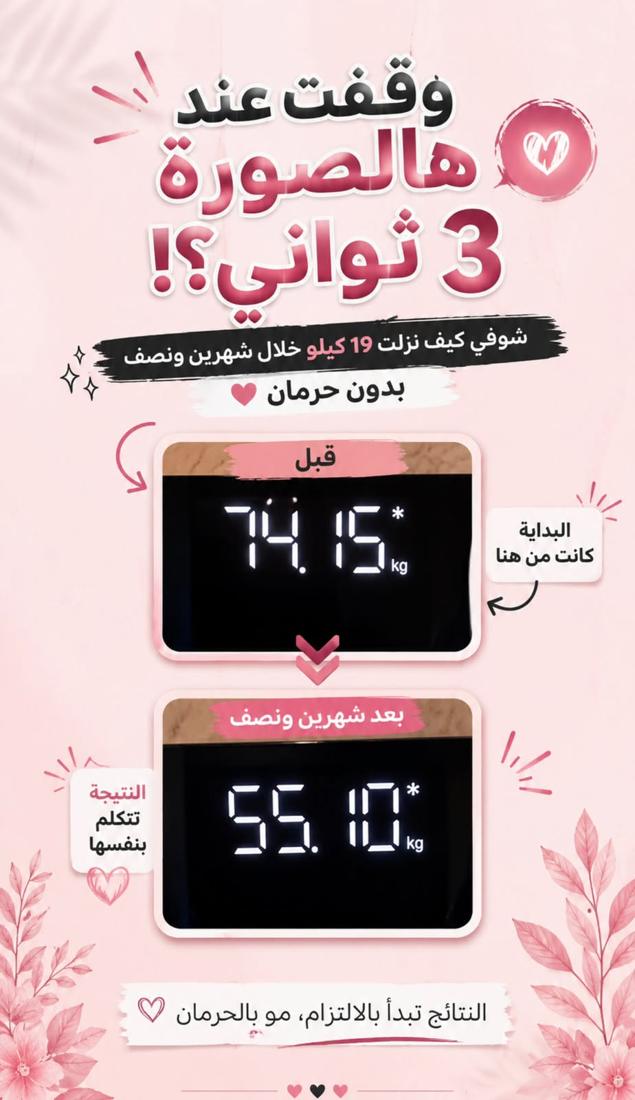 وقفت عند
هالصورة
3 ثواني؟!
شوفي كيف نزلت 19 كيلو خلال شهرين ونصف
بدون حرمان
قبل
74.15*
kg
البداية
كانت من هنا
بعد شهرين ونصف
55.10*
kg
النتيجة
تتكلم
بنفسها
النتائج تبدأ بالالتزام، مو بالحرمان